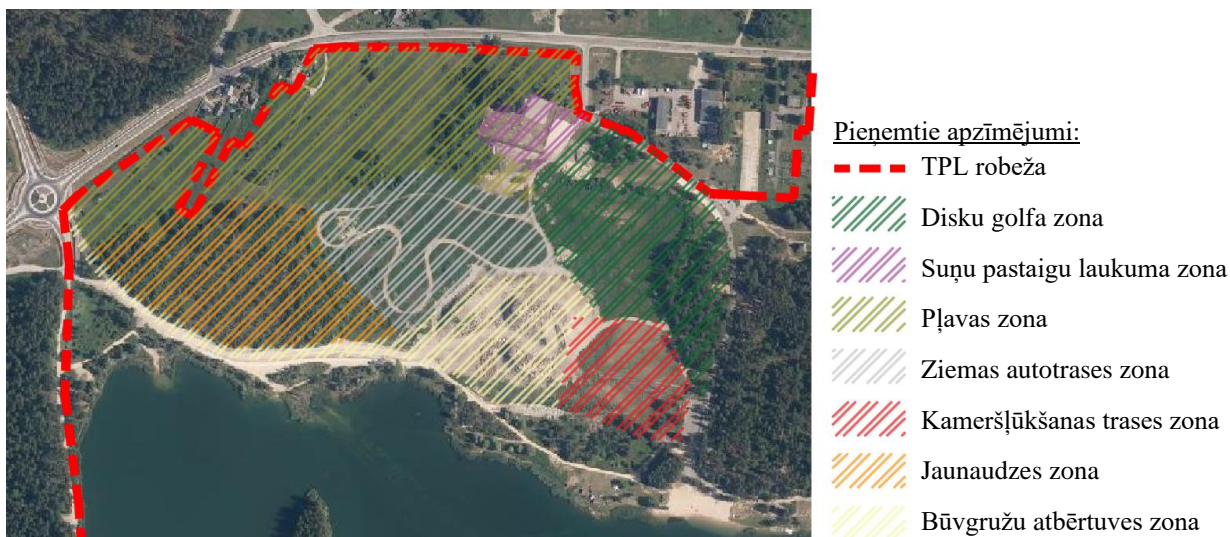 Pieņemtie apzīmējumi:
TPL robeža
Disku golfa zona
Suņu pastaigu laukuma zona
Pļavas zona
Ziemas autotrases zona
Kameršļūkšanas trases zona
Jaunaudzes zona
Būvgružu atbērtuves zona